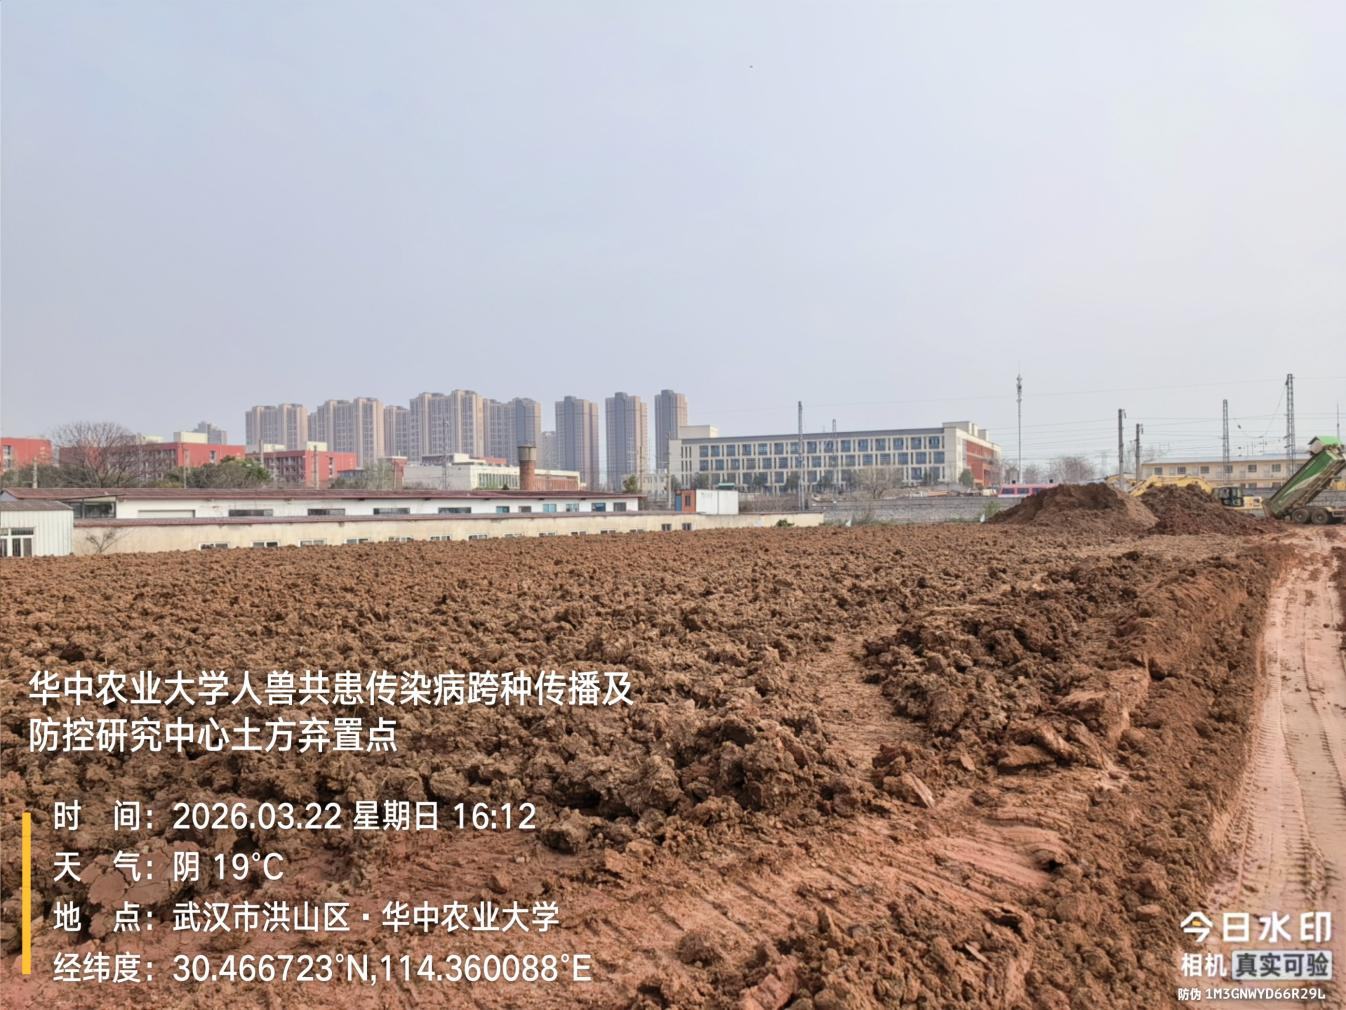 华中农业大学人兽共患传染病跨种传播及
防控研究中心土方弃置点
时 间：2026.03.22 星期日 16:12
天 气：阴 19°C
地 点：武汉市洪山区·华中农业大学
经纬度：30.466723°N,114.360088°E
今日水印
相机 真实可验
防伪 1M3GNWYD66R29L